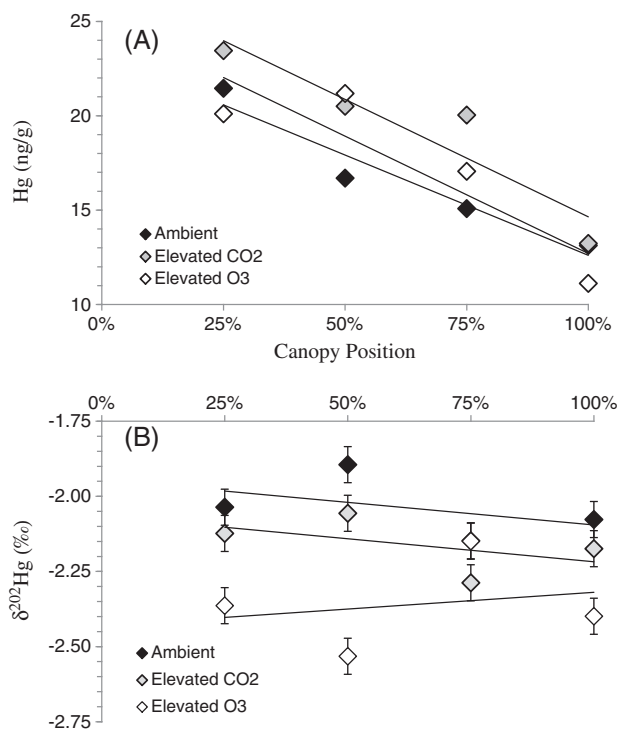 25
(A)
20
Hg (ng/g)
15
Ambient
Elevated CO2
Elevated O3
10
0% 25% 50% 75% 100%
Canopy Position
0% 25% 50% 75% 100%
-1.75
(B)
-2.00
δ²⁰²Hg (‰)
-2.25
-2.50
Ambient
Elevated CO2
Elevated O3
-2.75